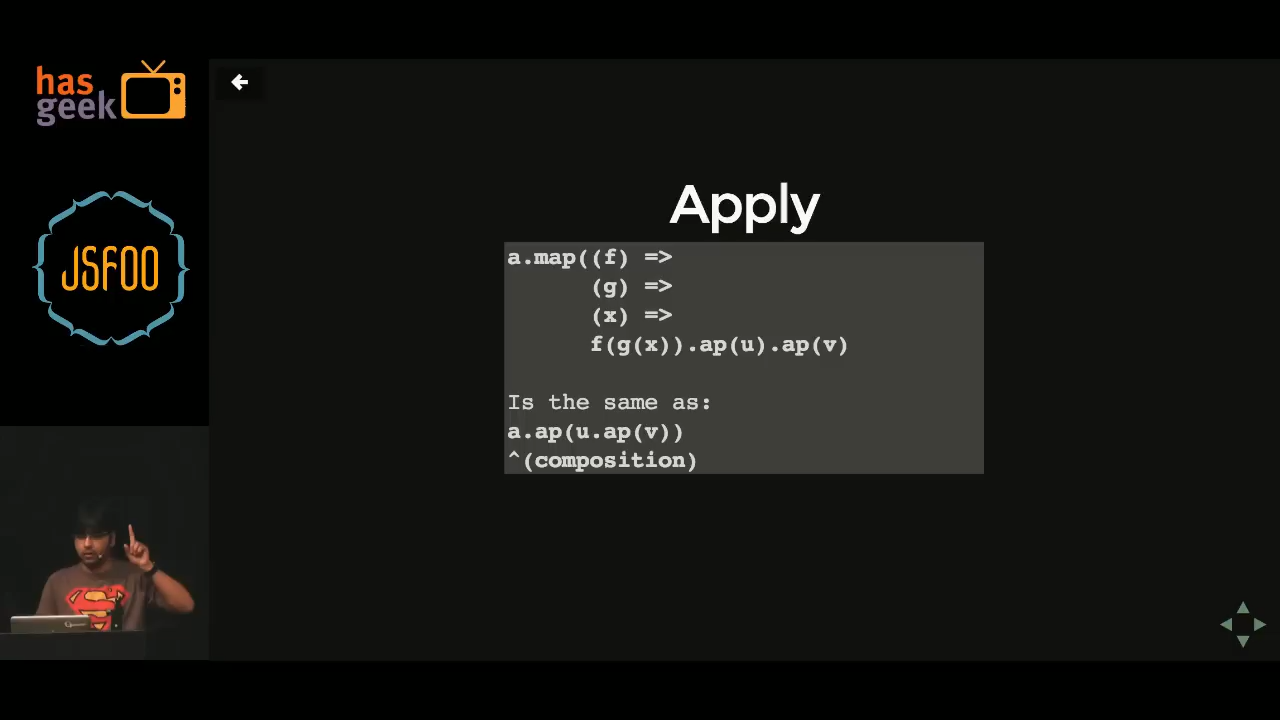 has
geek
JSFOO
Apply
a.map((f) =>
(g) =>
(x) =>
f(g(x)).ap(u).ap(v)
Is the same as:
a.ap(u.ap(v))
^(composition)